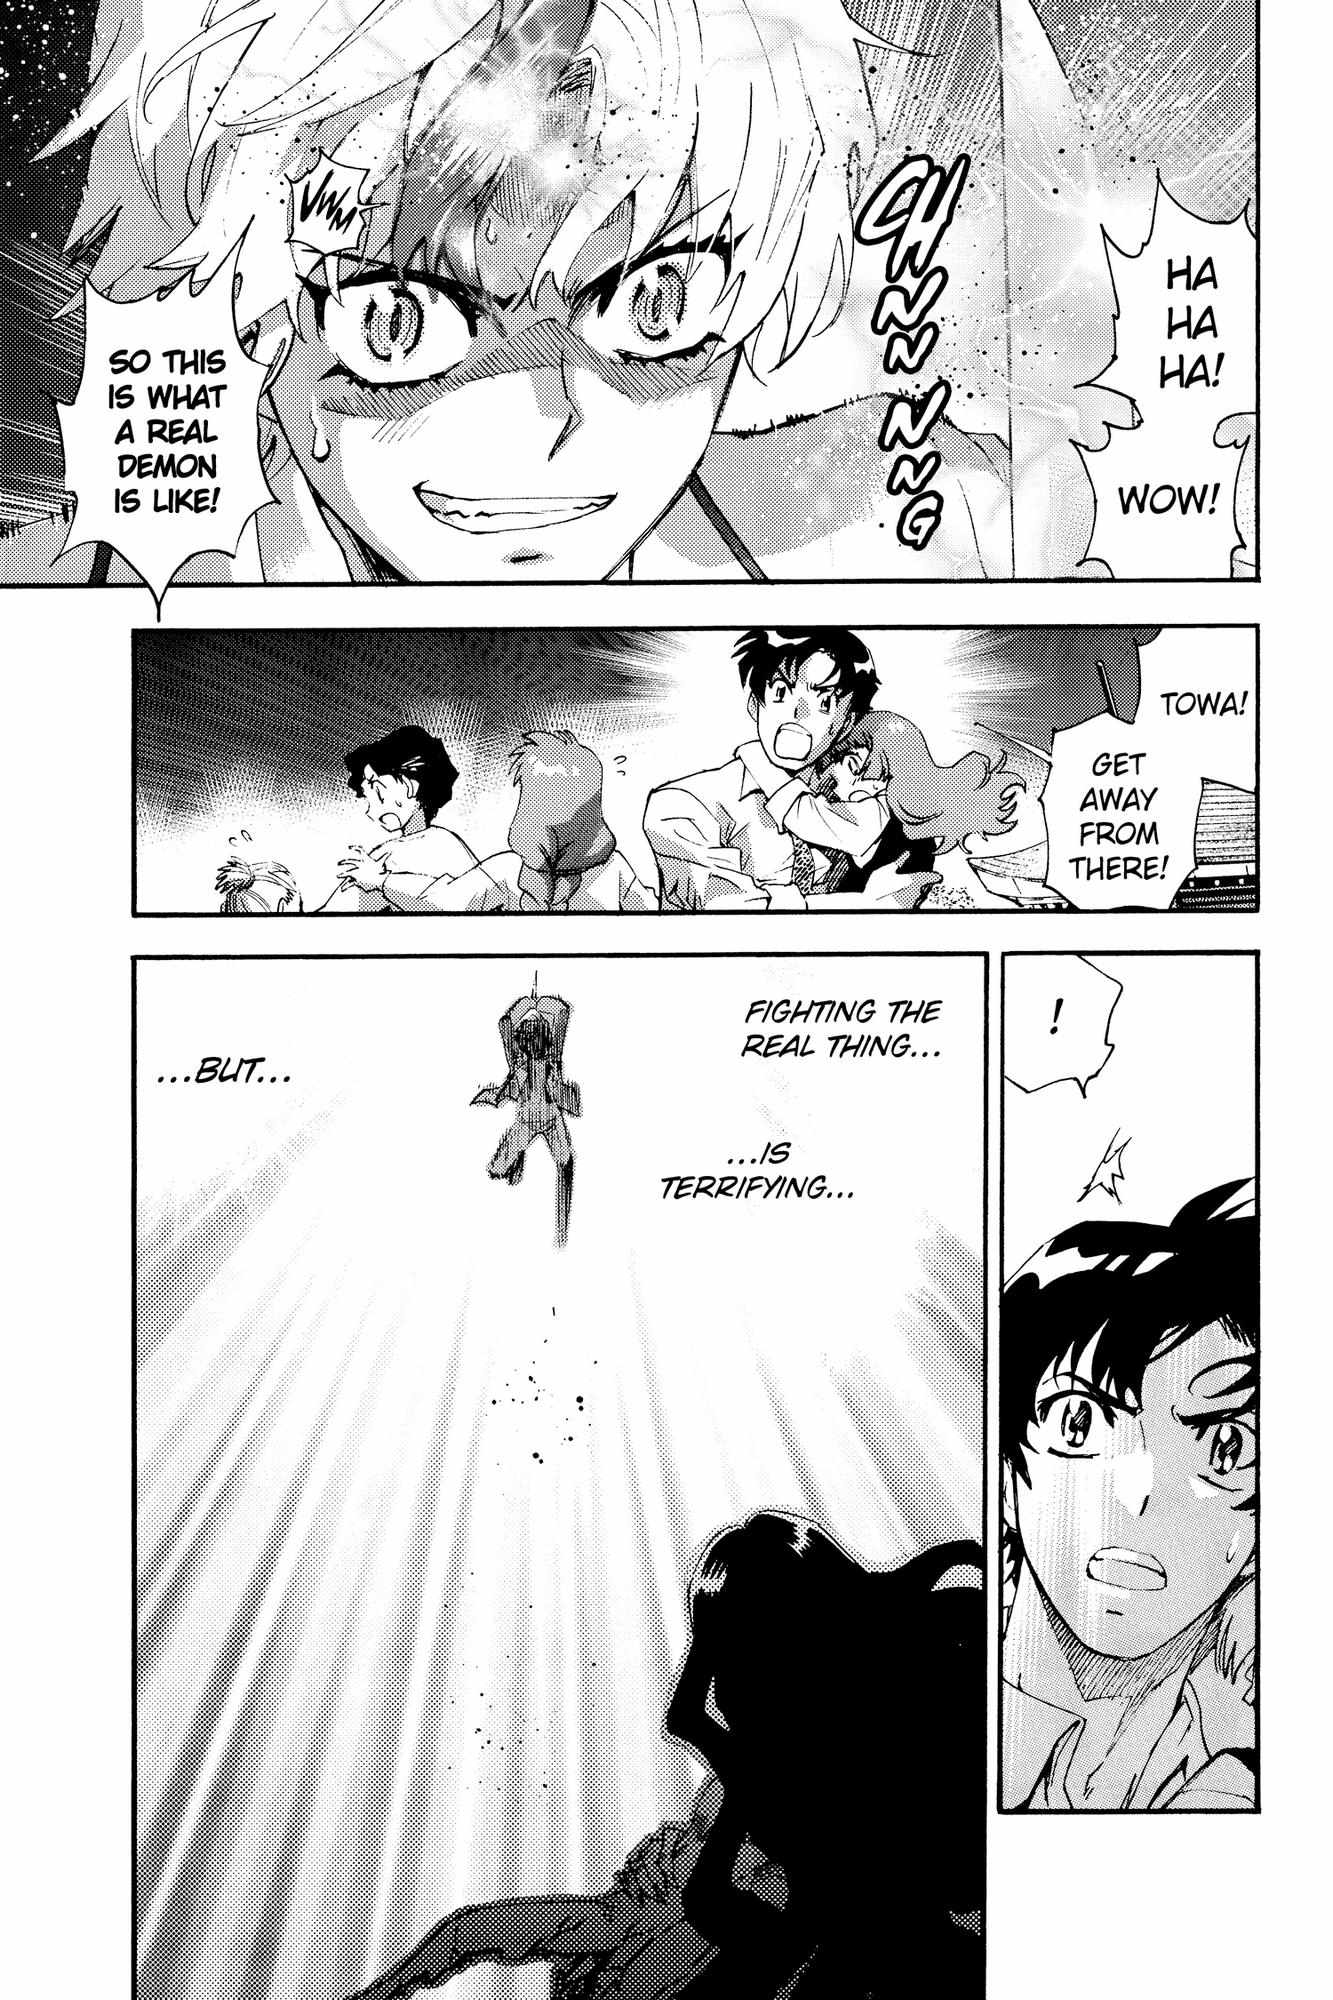 HA
HA
HA!
WOW!
CHNNNNNG
VWM
SO THIS
IS WHAT
A REAL
DEMON
IS LIKE!
TOWA!
GET
AWAY
FROM
THERE!
!
FIGHTING THE
REAL THING...
...IS
TERRIFYING...
...BUT...